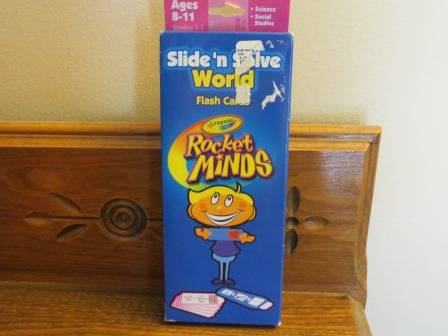 Ages
8-11
• Science
• Social
Studies
Slide 'n Solve
World
Flash Cards
Crayola
Rocket
MINDS